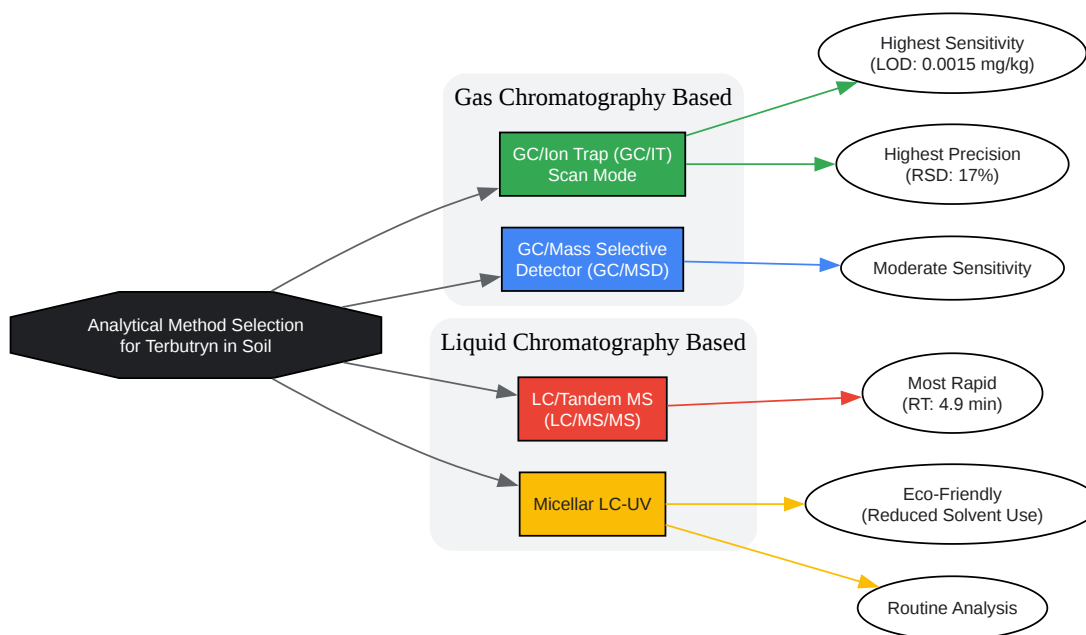 Analytical Method Selection
for Terbutryn in Soil
Gas Chromatography Based
GC/Ion Trap (GC/IT)
Scan Mode
GC/Mass Selective
Detector (GC/MSD)
Liquid Chromatography Based
LC/Tandem MS
(LC/MS/MS)
Micellar LC-UV
Highest Sensitivity
(LOD: 0.0015 mg/kg)
Highest Precision
(RSD: 17%)
Moderate Sensitivity
Most Rapid
(RT: 4.9 min)
Eco-Friendly
(Reduced Solvent Use)
Routine Analysis